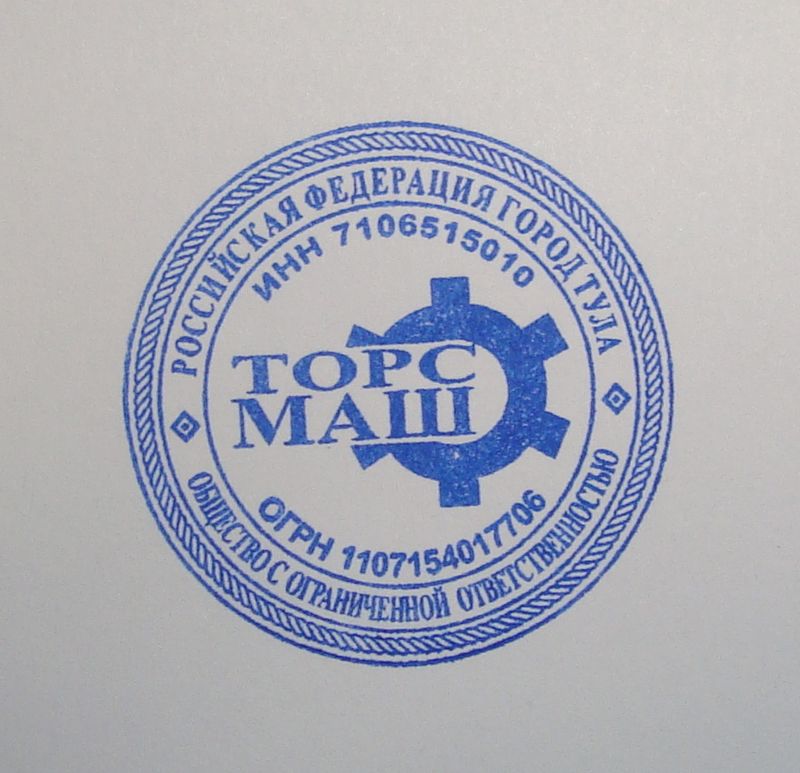 РОССИЙСКАЯ ФЕДЕРАЦИЯ ГОРОД ТУЛА
ИНН 7106515010
ТОРС
МАШ
ОГРН 1107154017706
ОБЩЕСТВО С ОГРАНИЧЕННОЙ ОТВЕТСТВЕННОСТЬЮ